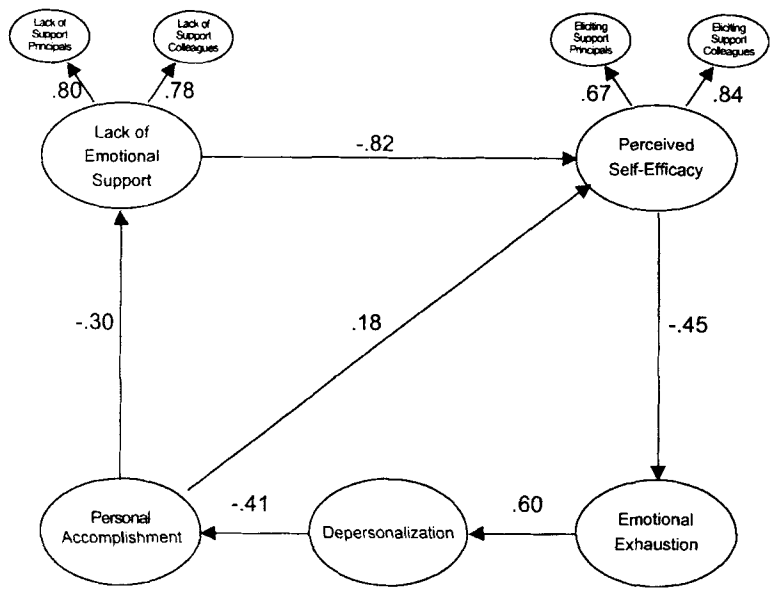 Lack of
Support
Principals
Lack of
Support
Colleagues
Eliciting
Support
Principals
Eliciting
Support
Colleagues
.80
.78
.67
.84
Lack of
Emotional
Support
-.82
Perceived
Self-Efficacy
-.30
.18
-.45
Personal
Accomplishment
-.41
Depersonalization
.60
Emotional
Exhaustion